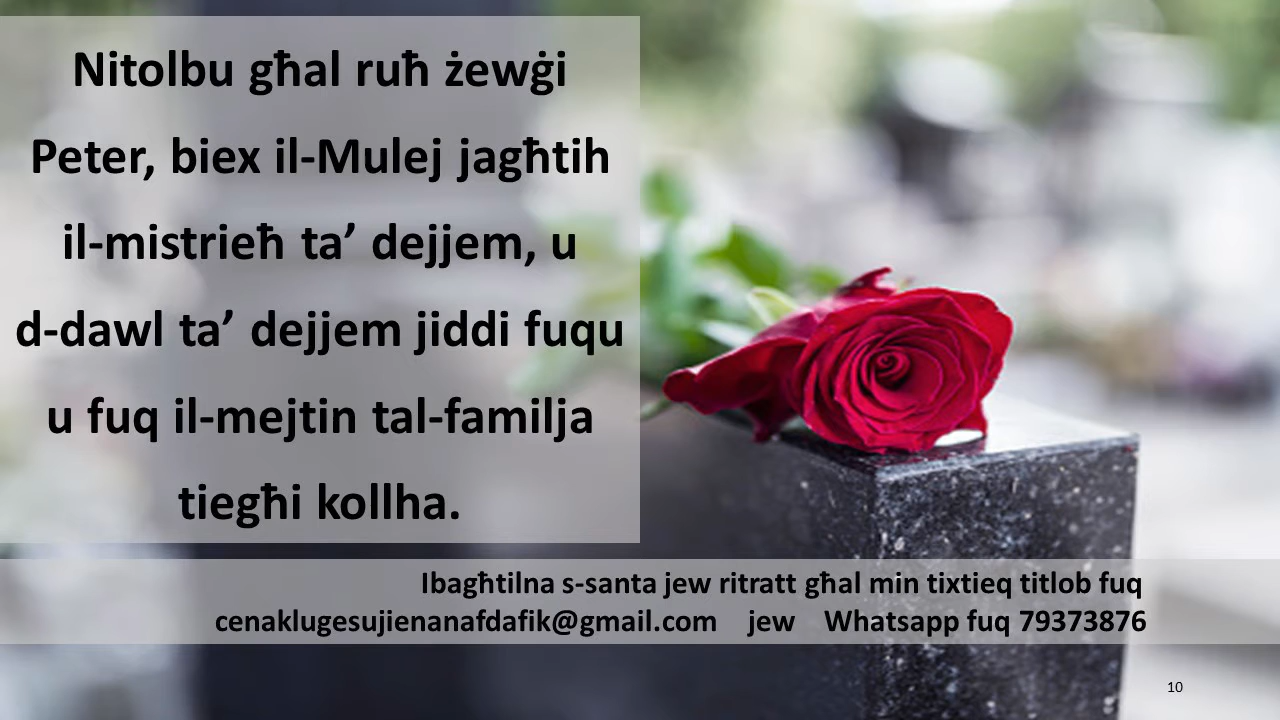 Nitolbu għal ruħ żewġi
Peter, biex il-Mulej jagħtih
il-mistrieħ ta’ dejjem, u
d-dawl ta’ dejjem jiddi fuqu
u fuq il-mejtin tal-familja
tiegħi kollha.
Ibagħtilna s-santa jew ritratt għal min tixtieq titlob fuq
cenaklugesujienanafdafik@gmail.com jew Whatsapp fuq 79373876
10